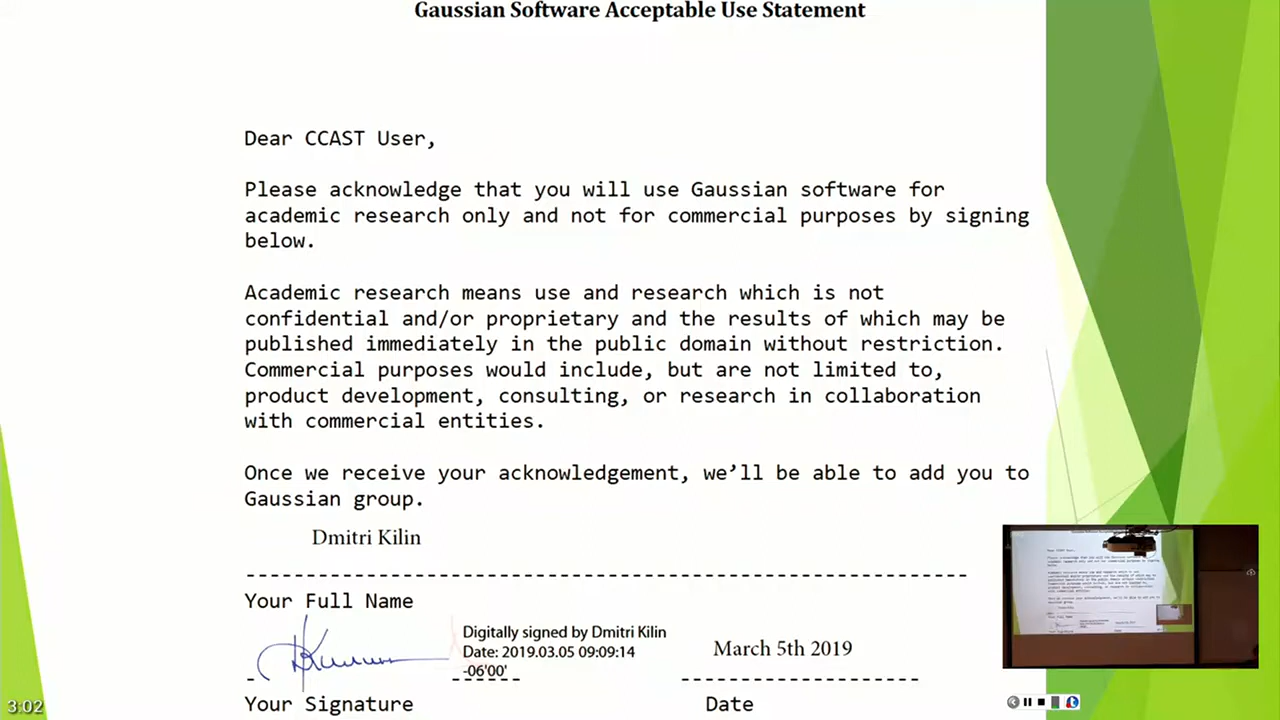 Gaussian Software Acceptable Use Statement
Dear CCAST User,
Please acknowledge that you will use Gaussian software for
academic research only and not for commercial purposes by signing
below.
Academic research means use and research which is not
confidential and/or proprietary and the results of which may be
published immediately in the public domain without restriction.
Commercial purposes would include, but are not limited to,
product development, consulting, or research in collaboration
with commercial entities.
Once we receive your acknowledgement, we’ll be able to add you to
Gaussian group.
Dmitri Kilin
Your Full Name
Digitally signed by Dmitri Kilin
Date: 2019.03.05 09:09:14
-06'00'
March 5th 2019
Your Signature
Date
3:02